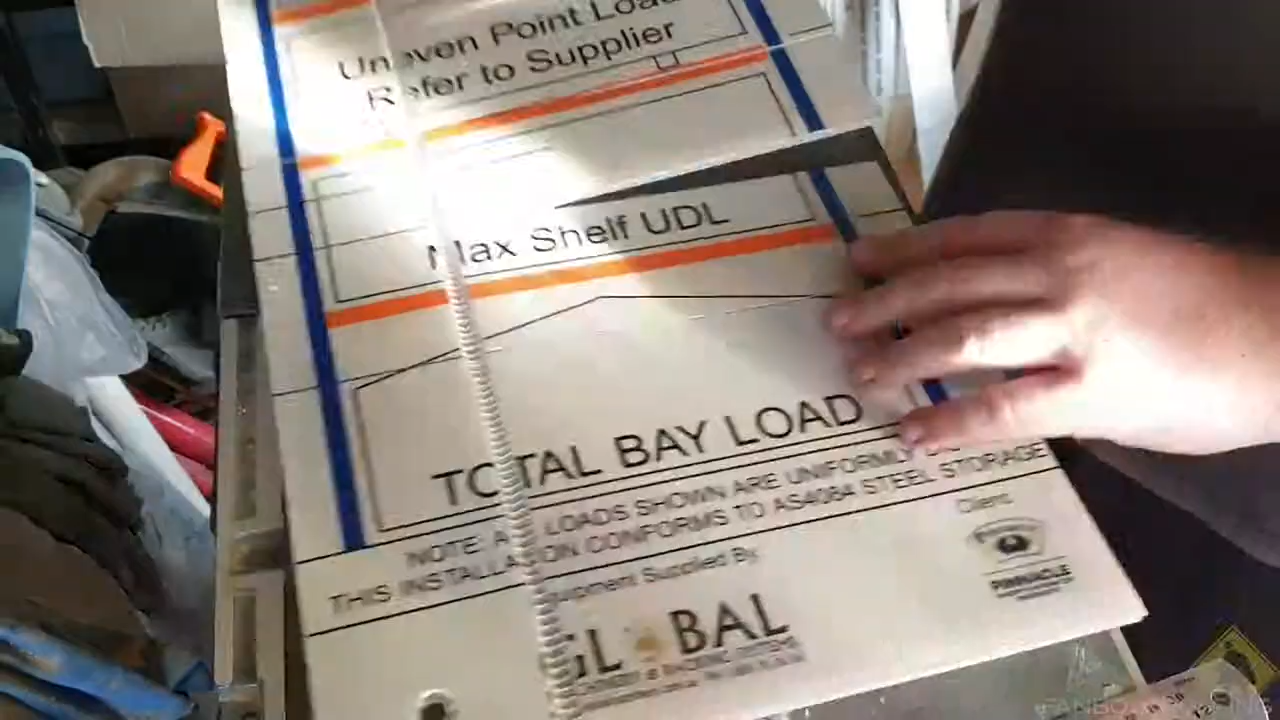 Uneven Point Load
Refer to Supplier
Max Shelf UDL
TOTAL BAY LOAD
NOTE: ALL LOADS SHOWN ARE UNIFORMLY
THIS INSTALLATION CONFORMS TO AS4084 STEEL STORAGE
Client
PINNACLE
Equipment Supplied By
GLOBAL